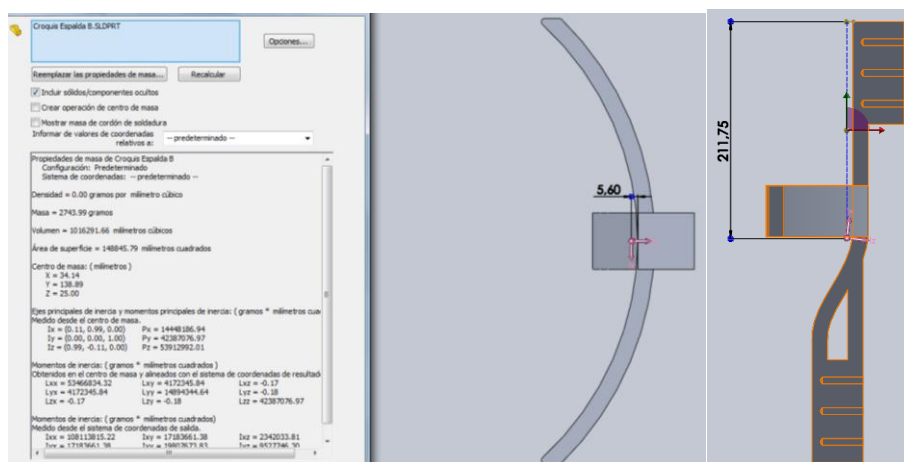 Croquis Espalda B.SLDPRT
Opciones...
Reemplazar las propiedades de masa...
Recalcular
Incluir sólidos/componentes ocultos
Crear operación de centro de masa
Mostrar masa de cordón de soldadura
Informar de valores de coordenadas
relativos a:
-- predeterminado --
Propiedades de masa de Croquis Espalda B
Configuración: Predeterminado
Sistema de coordenadas: -- predeterminado --
Densidad = 0.00 gramos por milímetro cúbico
Masa = 2743.99 gramos
Volumen = 1016291.66 milímetros cúbicos
Área de superficie = 148845.79 milímetros cuadrados
Centro de masa: ( milímetros )
X = 34.14
Y = 138.89
Z = 25.00
Ejes principales de inercia y momentos principales de inercia: ( gramos * milímetros cua
Medido desde el centro de masa.
Ix = (0.11, 0.99, 0.00) Px = 14448186.94
Iy = (0.00, 0.00, 1.00) Py = 42387076.97
Iz = (0.99, -0.11, 0.00) Pz = 53912992.01
Momentos de inercia: ( gramos * milímetros cuadrados )
Obtenidos en el centro de masa y alineados con el sistema de coordenadas de resultad
Lxx = 53466834.32 Lxy = 4172345.84 Lxz = -0.17
Lyx = 4172345.84 Lyy = 14894344.64 Lyz = -0.18
Lzx = -0.17 Lzy = -0.18 Lzz = 42387076.97
Momentos de inercia: ( gramos * milímetros cuadrados)
Medido desde el sistema de coordenadas de salida.
Ixx = 108113815.22 Ixy = 17183661.38 Ixz = 2342033.81
5,60
211,75